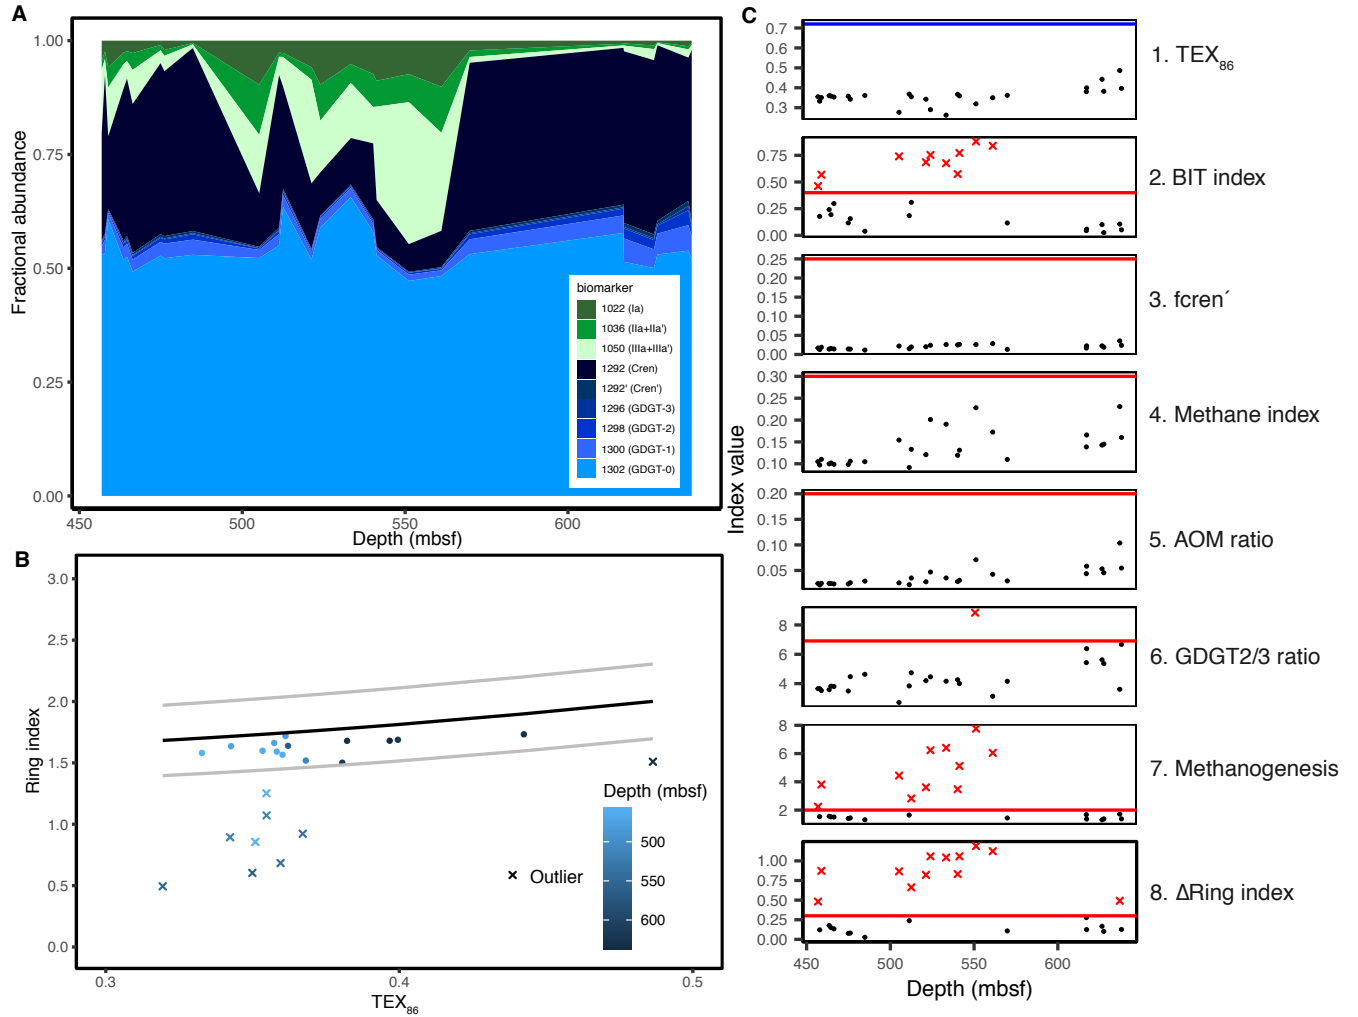 A
Fractional abundance
1.00
0.75
0.50
0.25
0.00
450
500
550
600
Depth (mbsf)
biomarker
1022 (Ia)
1036 (IIa+IIa')
1050 (IIIa+IIIa')
1292 (Cren)
1292' (Cren')
1296 (GDGT-3)
1298 (GDGT-2)
1300 (GDGT-1)
1302 (GDGT-0)
B
Ring index
3.0
2.5
2.0
1.5
1.0
0.5
0.0
0.3
0.4
0.5
TEX86
Outlier
Depth (mbsf)
500
550
600
C
Index value
0.7
0.6
0.5
0.4
0.3
1. TEX86
0.75
0.50
0.25
0.00
2. BIT index
0.25
0.20
0.15
0.10
0.05
0.00
3. fcren´
0.30
0.25
0.20
0.15
0.10
4. Methane index
0.20
0.15
0.10
0.05
5. AOM ratio
8
6
4
6. GDGT2/3 ratio
8
6
4
2
7. Methanogenesis
1.00
0.75
0.50
0.25
0.00
8. ΔRing index
450
500
550
600
Depth (mbsf)